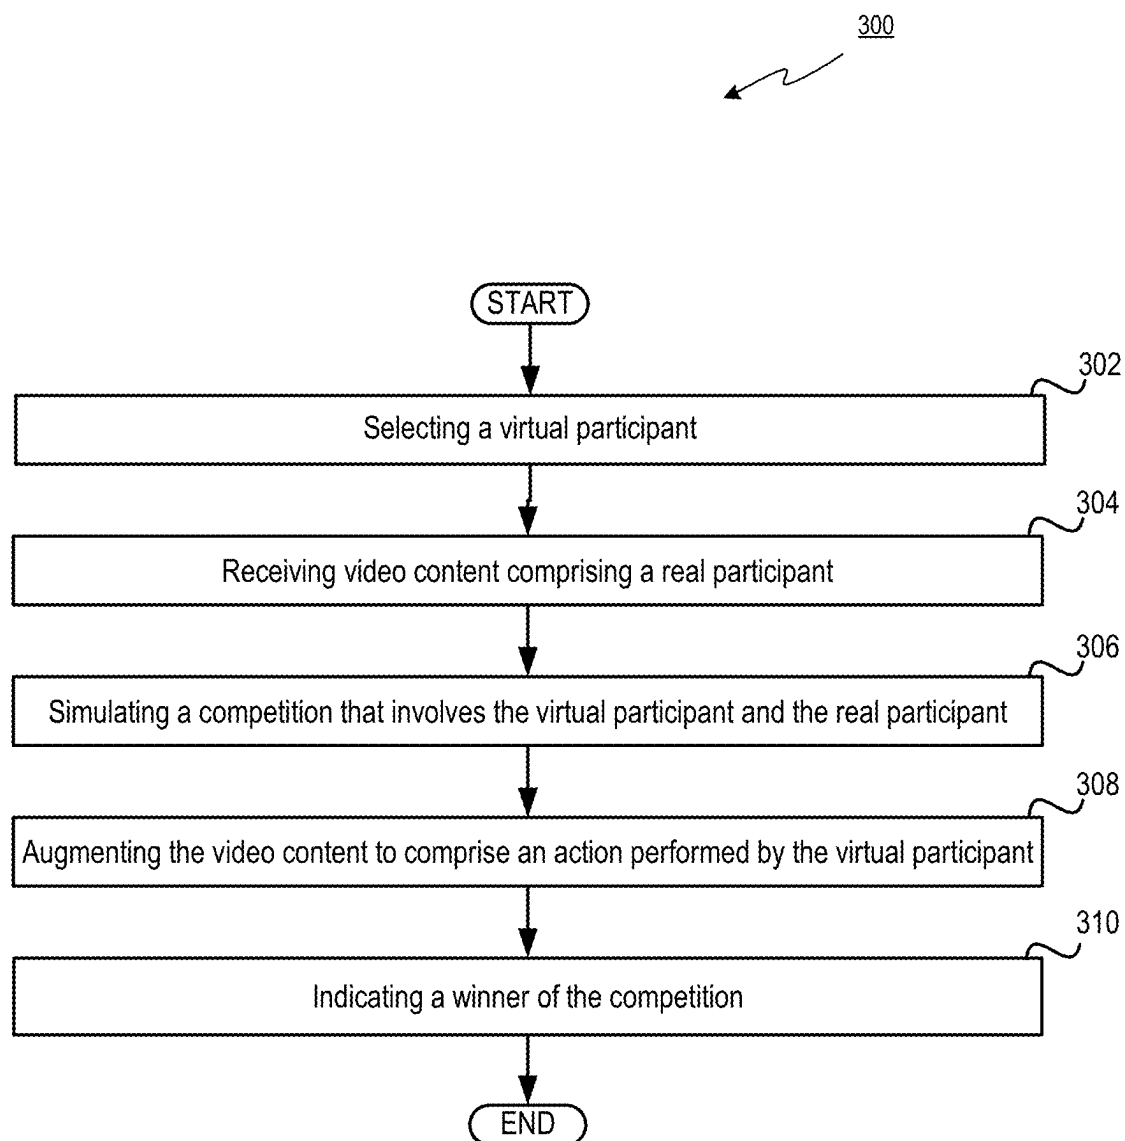 300
START
302
Selecting a virtual participant
304
Receiving video content comprising a real participant
306
Simulating a competition that involves the virtual participant and the real participant
308
Augmenting the video content to comprise an action performed by the virtual participant
310
Indicating a winner of the competition
END